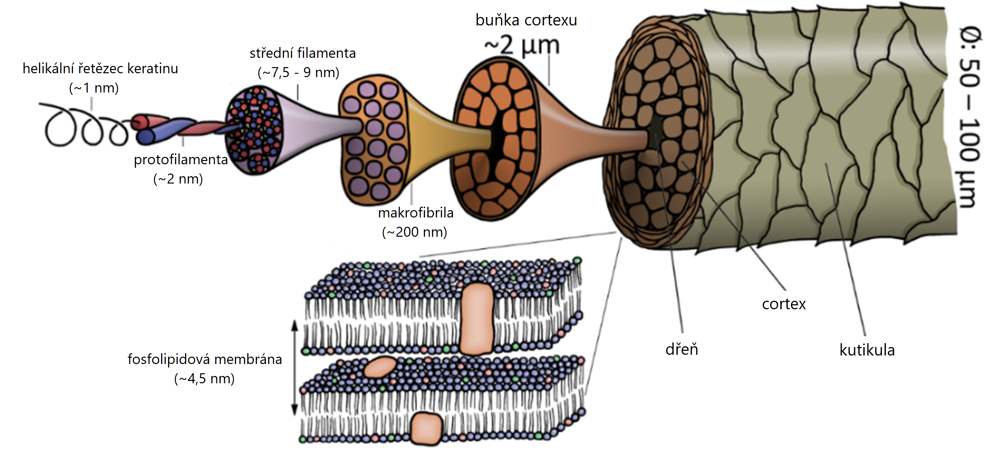 buňka cortexu
~2 µm
střední filamenta
(~7,5 - 9 nm)
helikální řetězec keratinu
(~1 nm)
protofilamenta
(~2 nm)
makrofibrila
(~200 nm)
Ø: 50 – 100 µm
fosfolipidová membrána
(~4,5 nm)
cortex
dřeň
kutikula